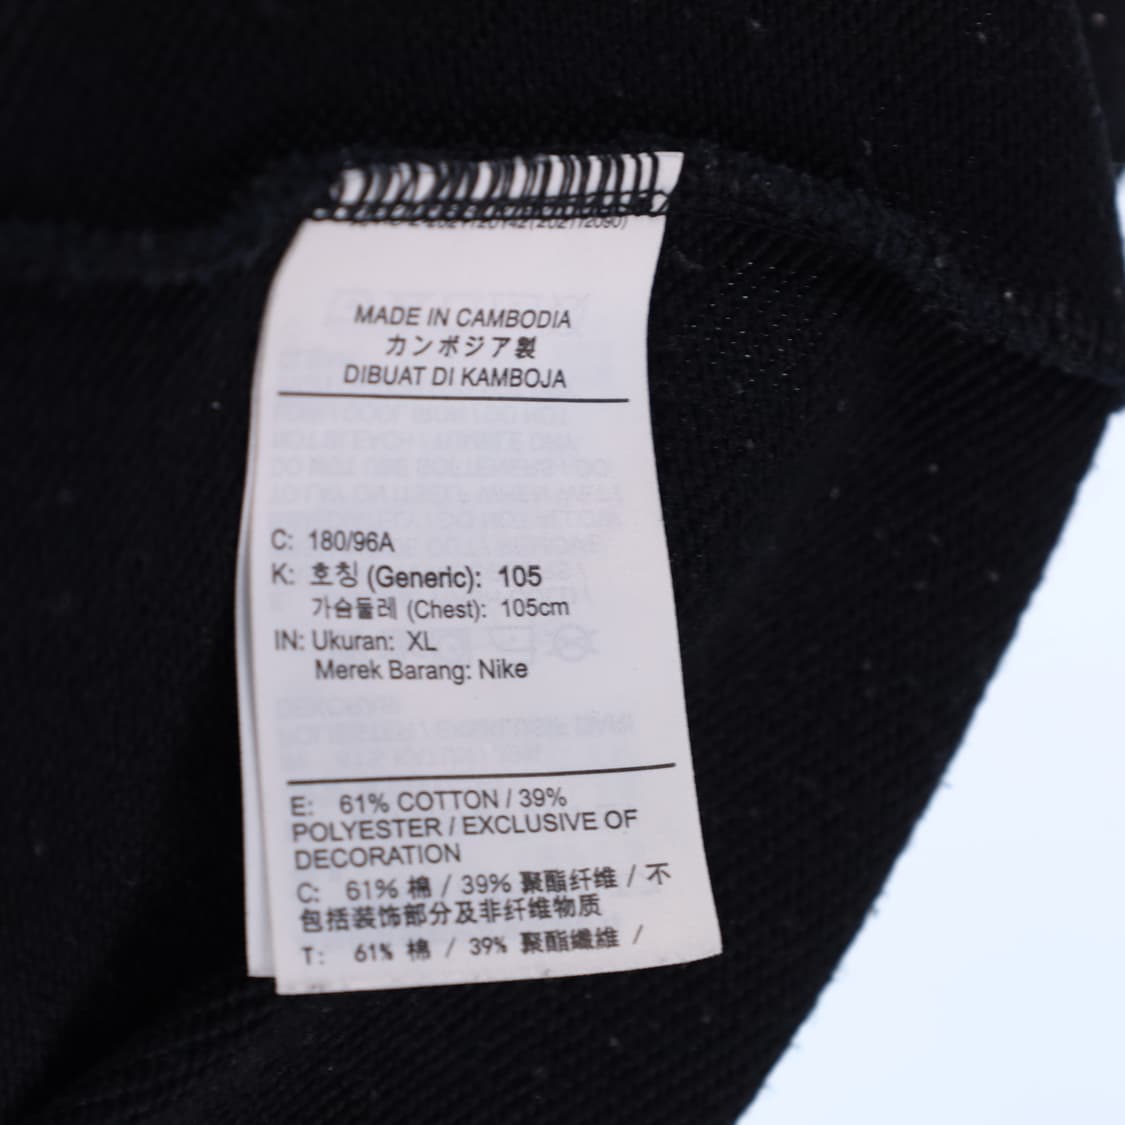 MADE IN CAMBODIA
カンボジア製
DIBUAT DI KAMBOJA
C: 180/96A
K: 호칭 (Generic): 105
가슴둘레 (Chest): 105cm
IN: Ukuran: XL
Merek Barang: Nike
E: 61% COTTON / 39%
POLYESTER / EXCLUSIVE OF
DECORATION
C: 61% 棉 / 39% 聚酯纤维 / 不
包括装饰部分及非纤维物质
T: 61% 棉 / 39% 聚酯纖維 /